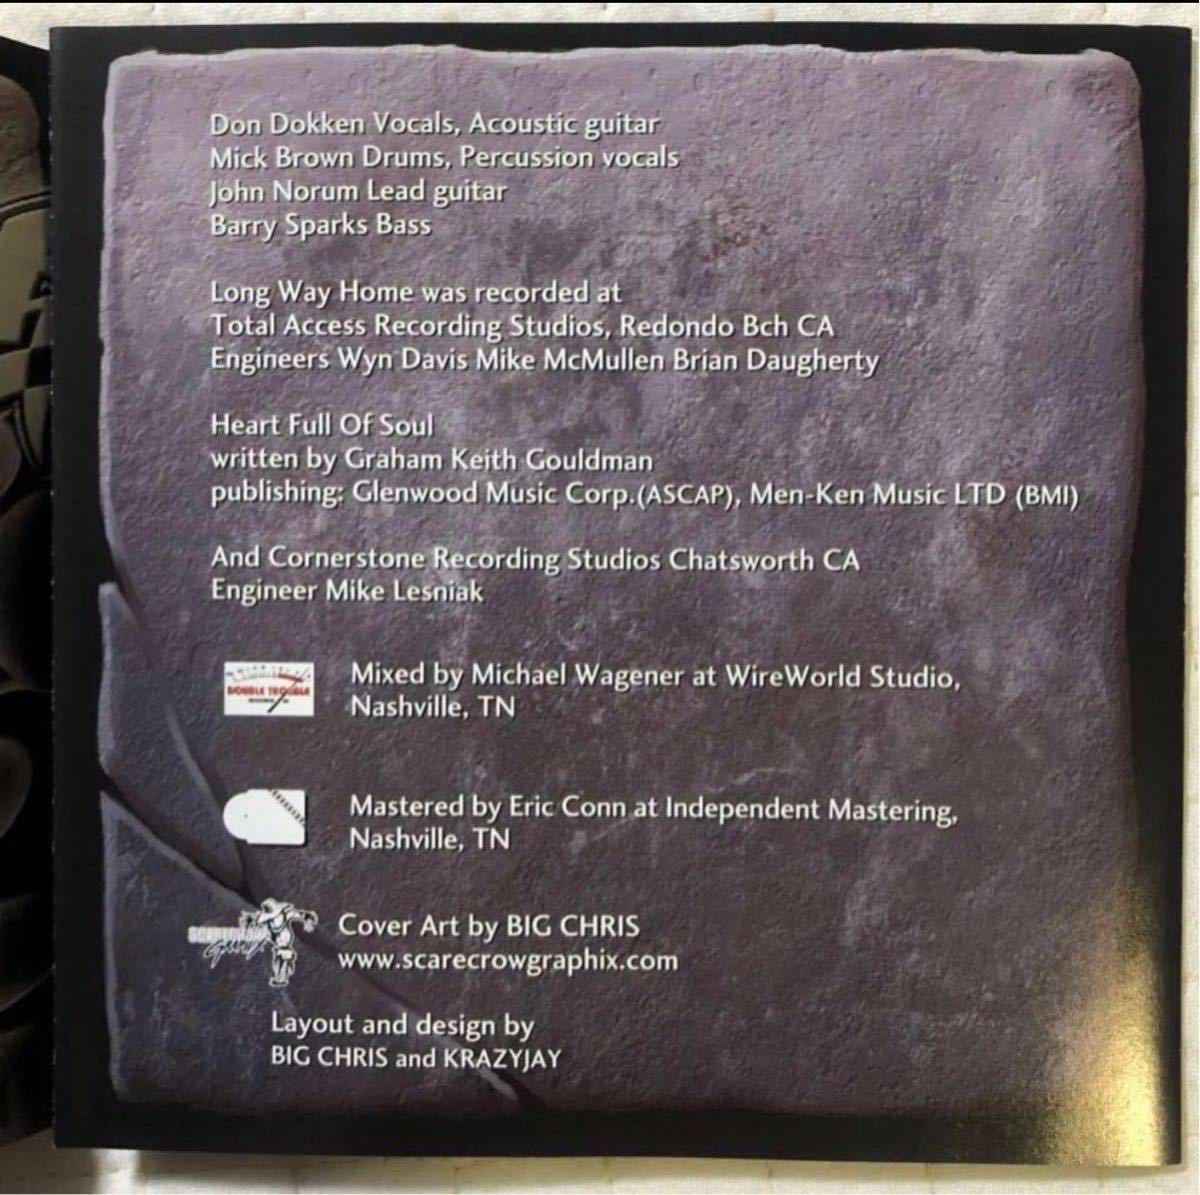 Don Dokken Vocals, Acoustic guitar
Mick Brown Drums, Percussion vocals
John Norum Lead guitar
Barry Sparks Bass
Long Way Home was recorded at
Total Access Recording Studios, Redondo Bch CA
Engineers Wyn Davis Mike McMullen Brian Daugherty
Heart Full Of Soul
written by Graham Keith Gouldman
publishing: Glenwood Music Corp.(ASCAP), Men-Ken Music LTD (BMI)
And Cornerstone Recording Studios Chatsworth CA
Engineer Mike Lesniak
DOUBLE TROUBLE
Mixed by Michael Wagener at WireWorld Studio,
Nashville, TN
Mastered by Eric Conn at Independent Mastering,
Nashville, TN
SCARECROW
Graphix
Cover Art by BIG CHRIS
www.scarecrowgraphix.com
Layout and design by
BIG CHRIS and KRAZYJAY